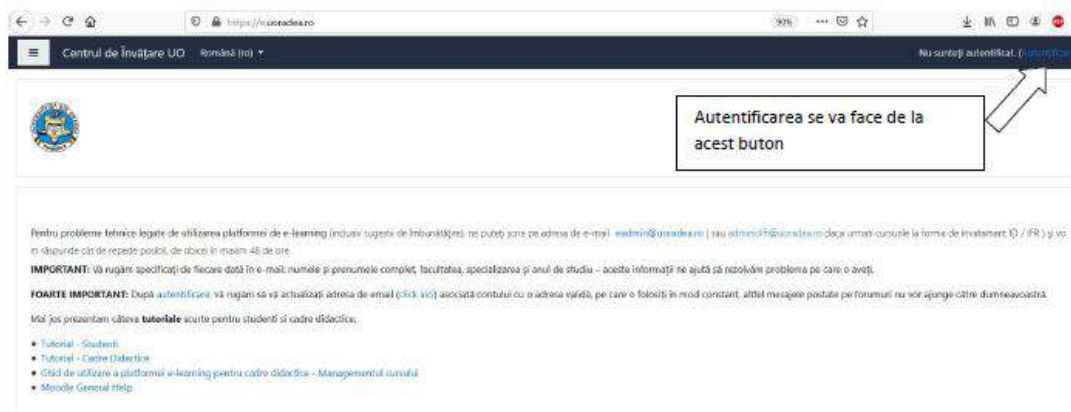 https://e.uoradea.ro
90%
Centrul de Învățare UO Română (ro)
Nu sunteți autentificat. (Autentificare
Autentificarea se va face de la
acest buton
Pentru probleme tehnice legate de utilizarea platformei de e-learning (inclusiv sugestii de îmbunătățire), ne puteți scrie pe adresa de e-mail eadmin@uoradea.ro ( sau adminidifr@uoradea.ro daca urmati cursurile la forma de invatamant ID / IFR ) și vo
m răspunde cât de repede posibil, de obicei în maxim 48 de ore.
IMPORTANT: Vă rugăm specificați de fiecare dată în e-mail: numele și prenumele complet, facultatea, specializarea și anul de studiu – aceste informații ne ajută să rezolvăm problema pe care o aveți.
FOARTE IMPORTANT: După autentificare, vă rugăm să vă actualizați adresa de email (click aici) asociată contului cu o adresa validă, pe care o folosiți în mod constant, altfel mesajele postate pe forumuri nu vor ajunge către dumneavoastră.
Mai jos prezentam câteva tutoriale scurte pentru studenti si cadre didactice:
Tutorial - Studenti
Tutorial - Cadre Didactice
Ghid de utilizare a platformei e-learning pentru cadre didactice - Managementul cursului
Moodle General Help